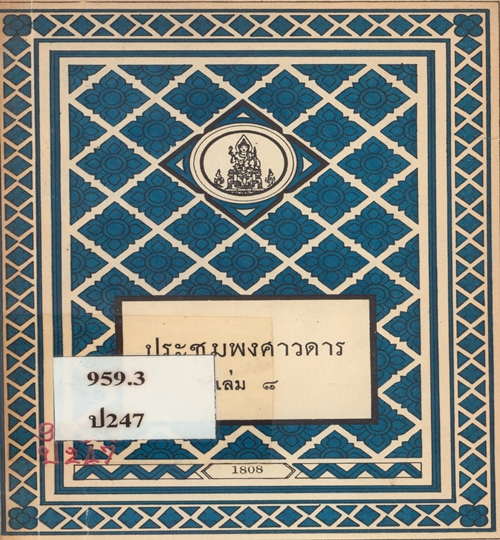 ประชุมพงศาวดาร
เล่ม ๘
959.3
ป247
1808